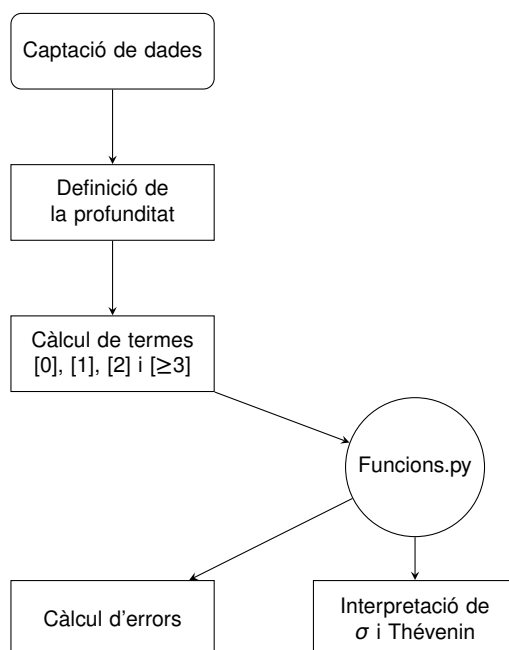 Captació de dades
Definició de
la profunditat
Càlcul de termes
[0], [1], [2] i [≥3]
Funcions.py
Càlcul d'errors
Interpretació de
σ i Thévenin